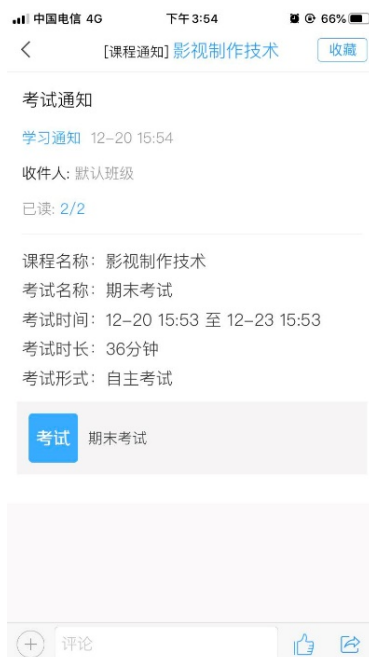 中国电信 4G 下午3:54 66%
[课程通知] 影视制作技术 收藏
考试通知
学习通知 12-20 15:54
收件人: 默认班级
已读: 2/2
课程名称: 影视制作技术
考试名称: 期末考试
考试时间: 12-20 15:53 至 12-23 15:53
考试时长: 36分钟
考试形式: 自主考试
考试 期末考试
评论